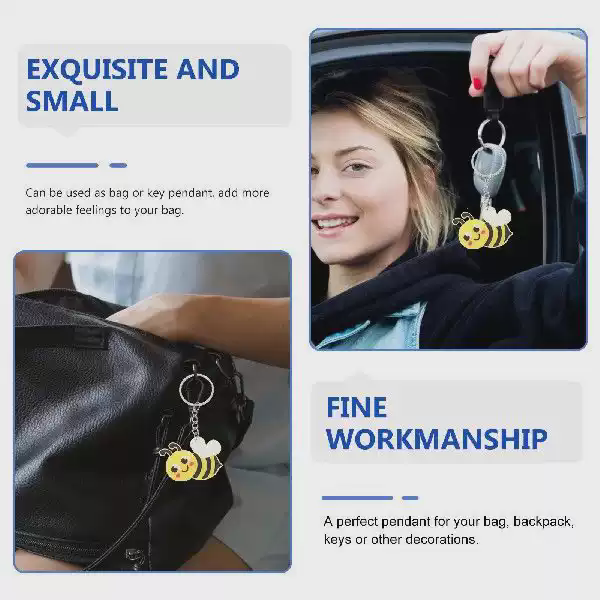 EXQUISITE AND
SMALL
Can be used as bag or key pendant, add more
adorable feelings to your bag.
FINE
WORKMANSHIP
A perfect pendant for your bag, backpack,
keys or other decorations.